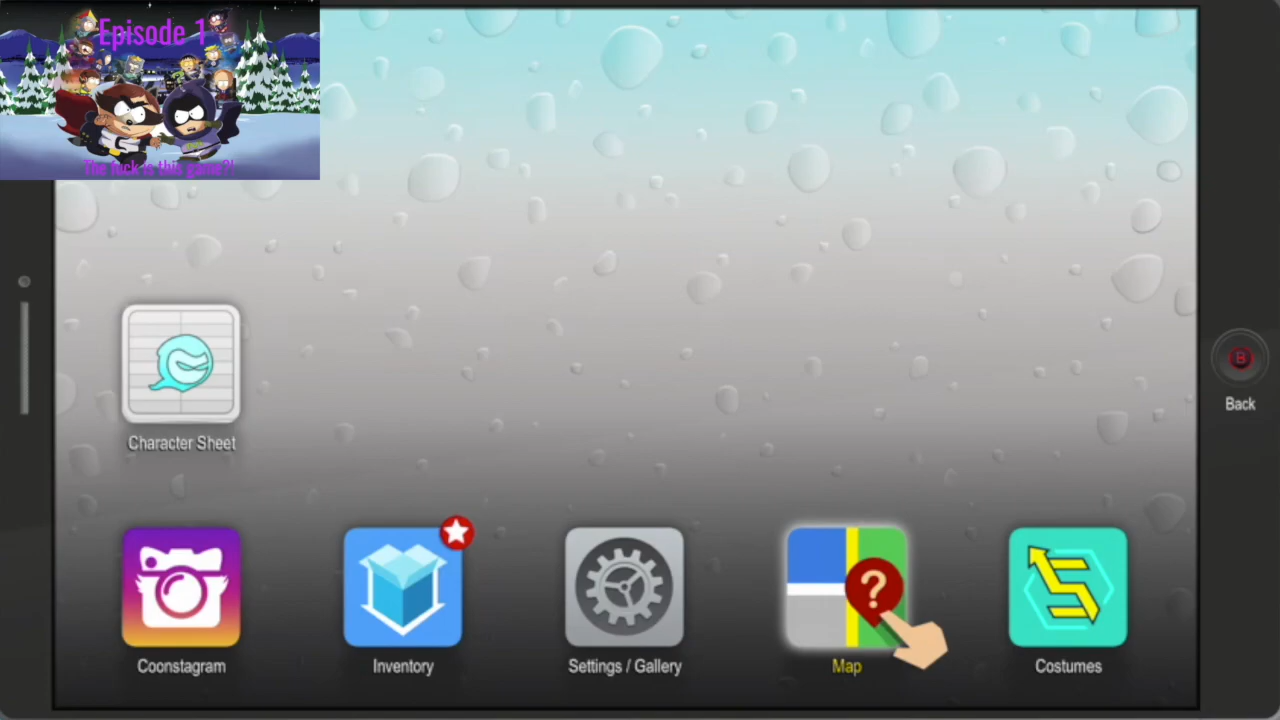 Episode 1
The fuck is this game?!
B
Back
Character Sheet
?
Coonstagram
Inventory
Settings / Gallery
Map
Costumes